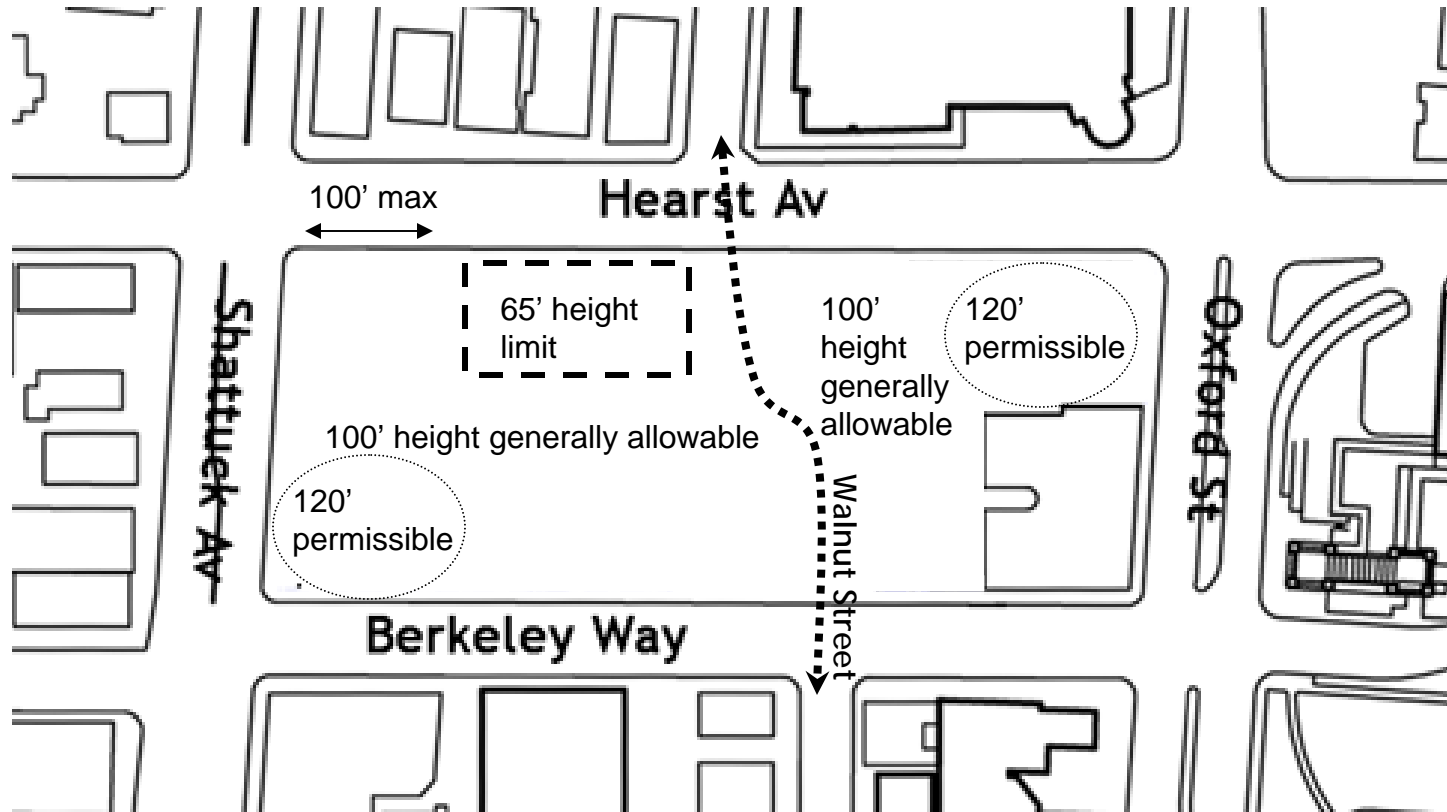 100’ max
Hearst Av
65’ height
limit
100’
height
generally
allowable
120’
permissible
Shattuck Av
Oxford St
100’ height generally allowable
120’
permissible
Walnut Street
Berkeley Way